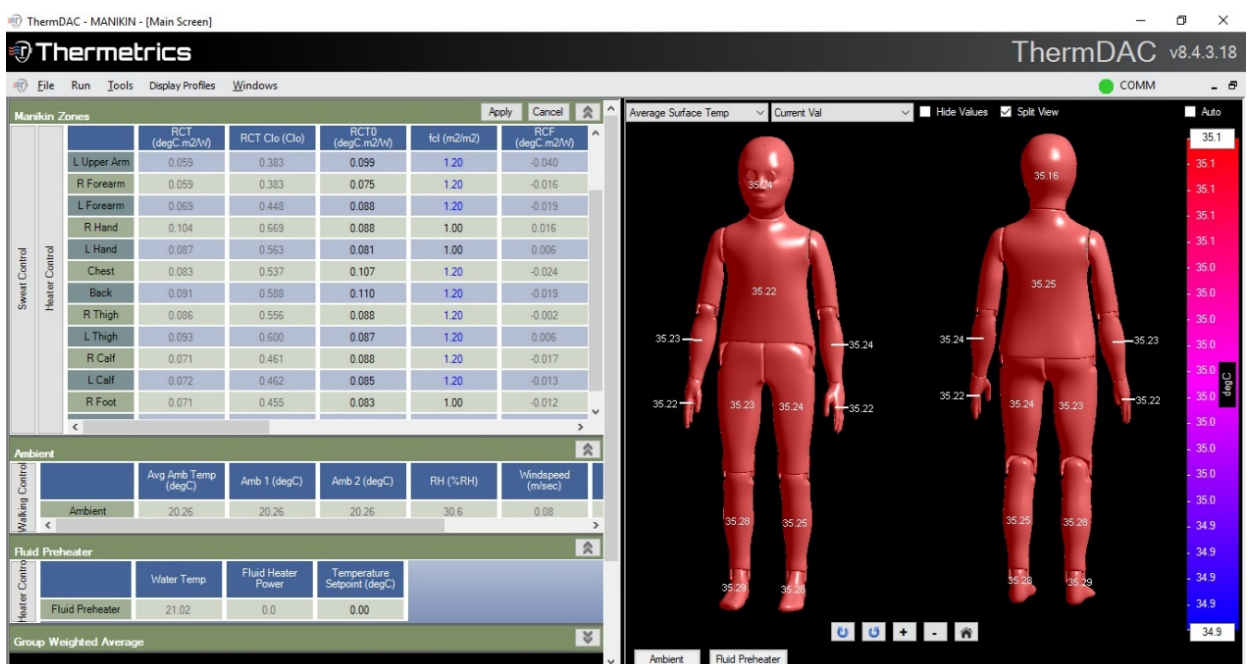 ThermDAC - MANIKIN - [Main Screen]
Thermetrics
ThermDAC v8.4.3.18
File Run Tools Display Profiles Windows
COMM
Manikin Zones Apply Cancel
RCT (degC.m2/W) RCT Clo (Clo) RCT0 (degC.m2/W) fcl (m2/m2) RCF (degC.m2/W)
L Upper Arm 0.059 0.383 0.099 1.20 -0.040
R Forearm 0.059 0.383 0.075 1.20 -0.016
L Forearm 0.069 0.448 0.088 1.20 -0.019
R Hand 0.104 0.669 0.088 1.00 0.016
L Hand 0.087 0.563 0.081 1.00 0.006
Chest 0.083 0.537 0.107 1.20 -0.024
Back 0.091 0.588 0.110 1.20 -0.019
R Thigh 0.086 0.556 0.088 1.20 -0.002
L Thigh 0.093 0.600 0.087 1.20 0.006
R Calf 0.071 0.461 0.088 1.20 -0.017
L Calf 0.072 0.462 0.085 1.20 -0.013
R Foot 0.071 0.455 0.083 1.00 -0.012
Sweat Control
Heater Control
Ambient
Walking Control
Avg Amb Temp (degC) Amb 1 (degC) Amb 2 (degC) RH (%RH) Windspeed (m/sec)
Ambient 20.26 20.26 20.26 30.6 0.08
Fluid Preheater
Heater Control
Water Temp Fluid Heater Power Temperature Setpoint (degC)
Fluid Preheater 21.02 0.0 0.00
Group Weighted Average
Average Surface Temp Current Val Hide Values Split View Auto
35.24 35.16
35.22 35.25
35.23 35.24 35.24 35.23
35.22 35.23 35.24 35.22 35.22 35.24 35.23 35.22
35.28 35.25 35.25 35.28
35.29 35.28 35.28 35.29
35.1
35.1
35.1
35.1
35.1
35.0
35.0
35.0
35.0
35.0
35.0
35.0
35.0
35.0
34.9
34.9
34.9
34.9
34.9
degC
+ -
Ambient Fluid Preheater